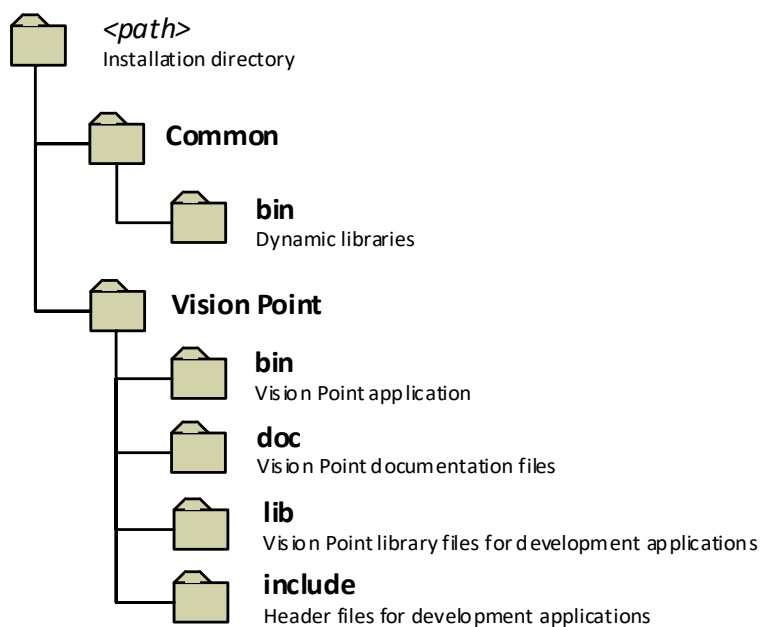 <path>
Installation directory
Common
bin
Dynamic libraries
Vision Point
bin
Vision Point application
doc
Vision Point documentation files
lib
Vision Point library files for development applications
include
Header files for development applications